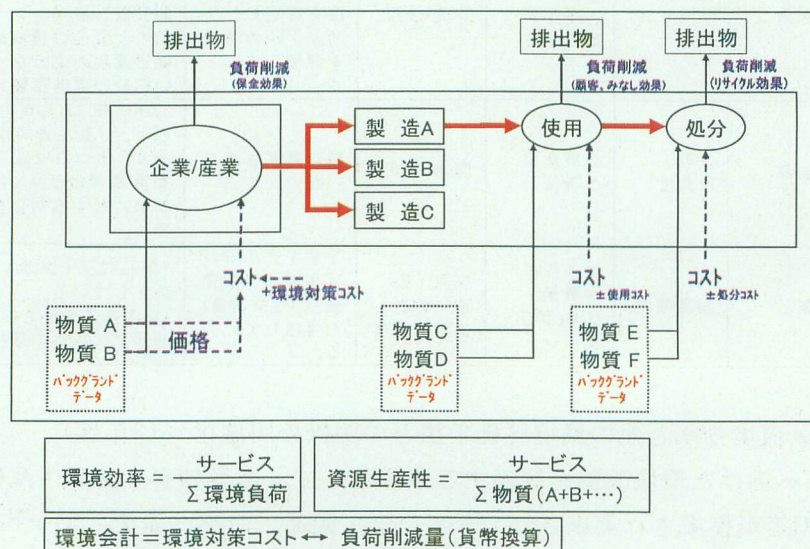 排出物
排出物
排出物
負荷削減
(保金効果)
負荷削減
(顧客、みなし効果)
負荷削減
(リサイクル効果)
企業/産業
製 造A
製 造B
製 造C
使用
処分
コスト
+環境対策コスト
コスト
±使用コスト
コスト
±処分コスト
物質 A
物質 B
バックグランド
データ
価格
物質C
物質D
バックグランド
データ
物質 E
物質 F
バックグランド
データ
環境効率 = サービス
Σ 環境負荷
資源生産性 = サービス
Σ 物質(A+B+…)
環境会計=環境対策コスト↔ 負荷削減量(貨幣換算)